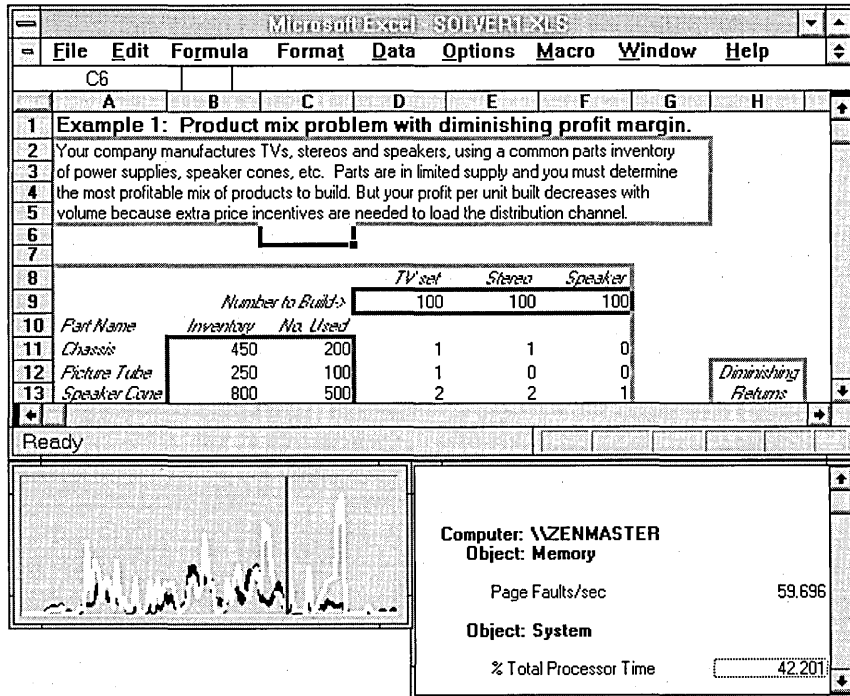 Microsoft Excel - SOLVER1.XLS
File Edit Formula Format Data Options Macro Window Help
C6
A B C D E F G H
1 Example 1: Product mix problem with diminishing profit margin.
2 Your company manufactures TVs, stereos and speakers, using a common parts inventory
3 of power supplies, speaker cones, etc. Parts are in limited supply and you must determine
4 the most profitable mix of products to build. But your profit per unit built decreases with
5 volume because extra price incentives are needed to load the distribution channel.
6
7
8 TV set Stereo Speaker
9 Number to Build-> 100 100 100
10 Part Name Inventory No. Used
11 Chassis 450 200 1 1 0
12 Picture Tube 250 100 1 0 0 Diminishing
13 Speaker Cone 800 500 2 2 1 Returns
Ready
Computer: \\ZENMASTER
Object: Memory
Page Faults/sec 59.696
Object: System
% Total Processor Time 42.201